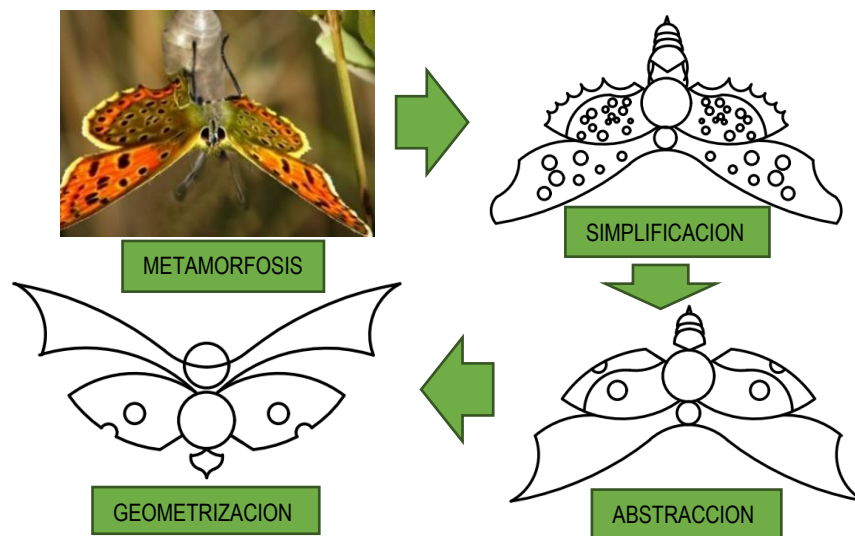 METAMORFOSIS
SIMPLIFICACION
ABSTRACCION
GEOMETRIZACION